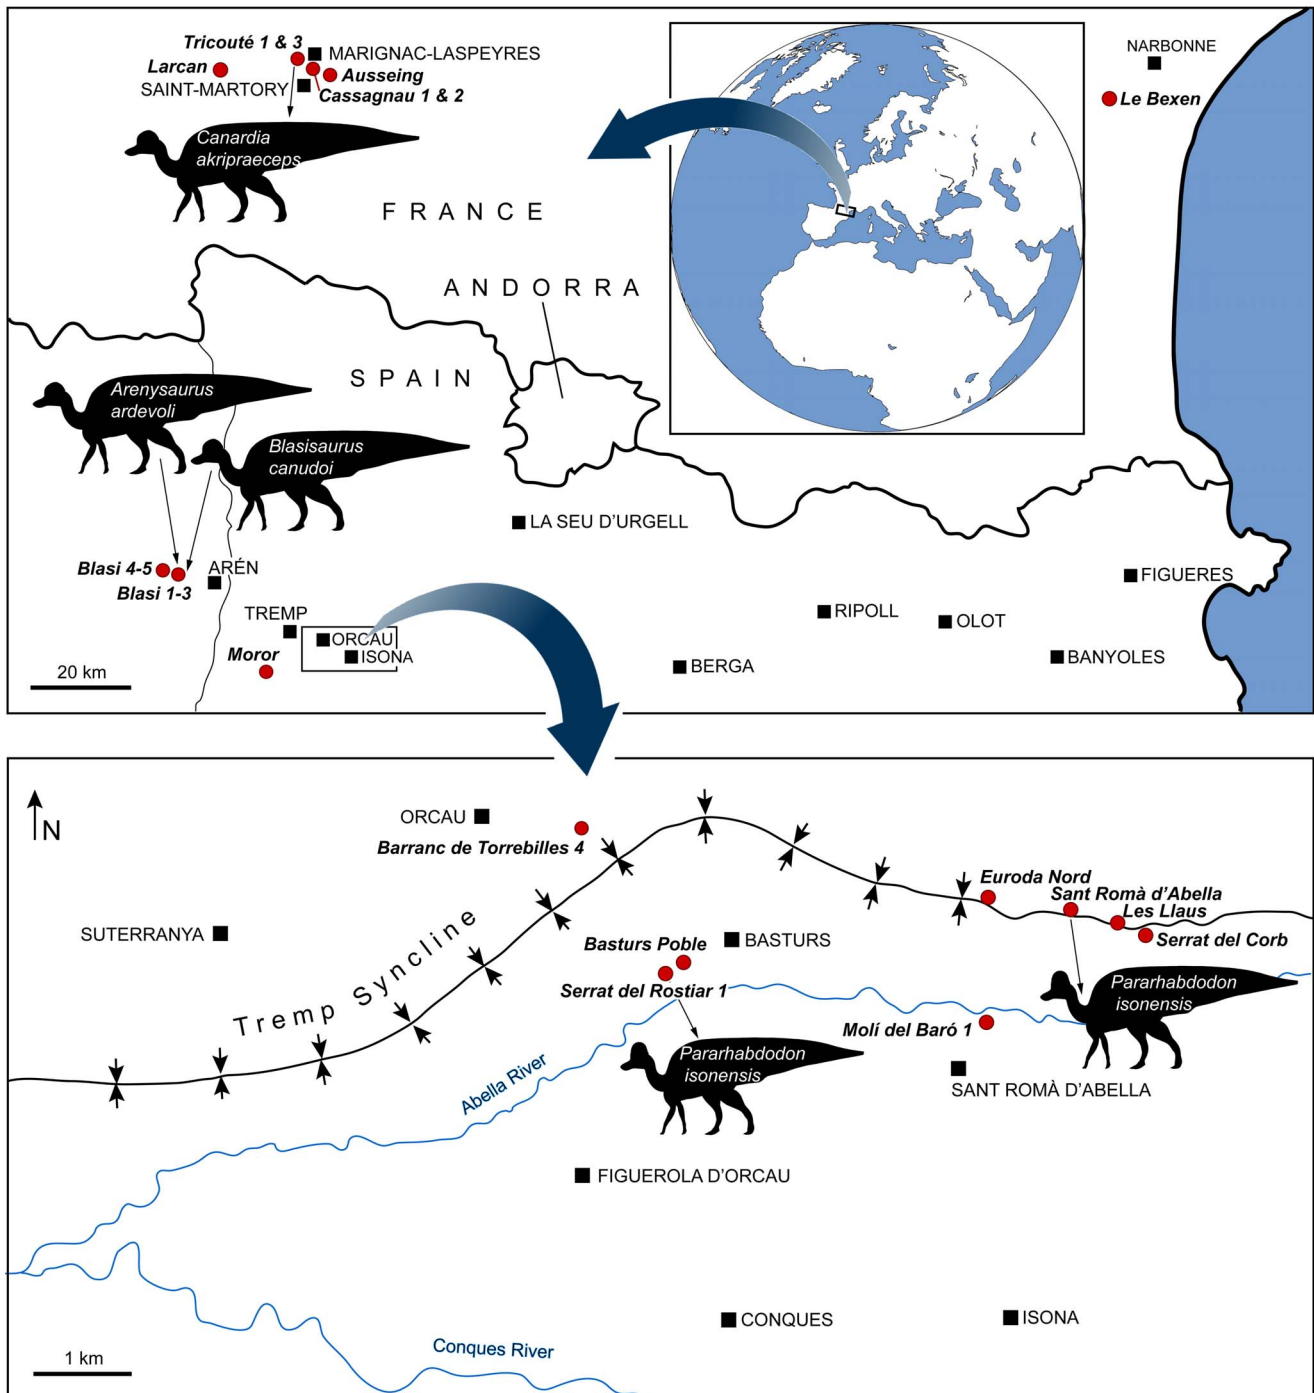 Tricouté 1 & 3
MARIGNAC-LASPEYRES
Larcan
Ausseing
SAINT-MARTORY
Cassagnau 1 & 2
NARBONNE
Le Bexen
Canardia
akripraeceps
FRANCE
ANDORRA
SPAIN
Arenysaurus
ardevoli
Blasisaurus
canudoi
LA SEU D'URGELL
Blasi 4-5
ARÉN
Blasi 1-3
FIGUERES
TREMP
ORCAU
ISONA
RIPOLL
OLOT
Moror
BERGA
BANYOLES
20 km
N
ORCAU
Barranc de Torrebilles 4
Euroda Nord
Sant Romà d'Abella
Les Llaus
Serrat del Corb
SUTERRANYA
Basturs Poble
BASTURS
Serrat del Rostiar 1
Tremp Syncline
Pararhabdodon
isonensis
Molí del Baró 1
Pararhabdodon
isonensis
SANT ROMÀ D'ABELLA
Abella River
FIGUEROLA D'ORCAU
CONQUES
ISONA
Conques River
1 km